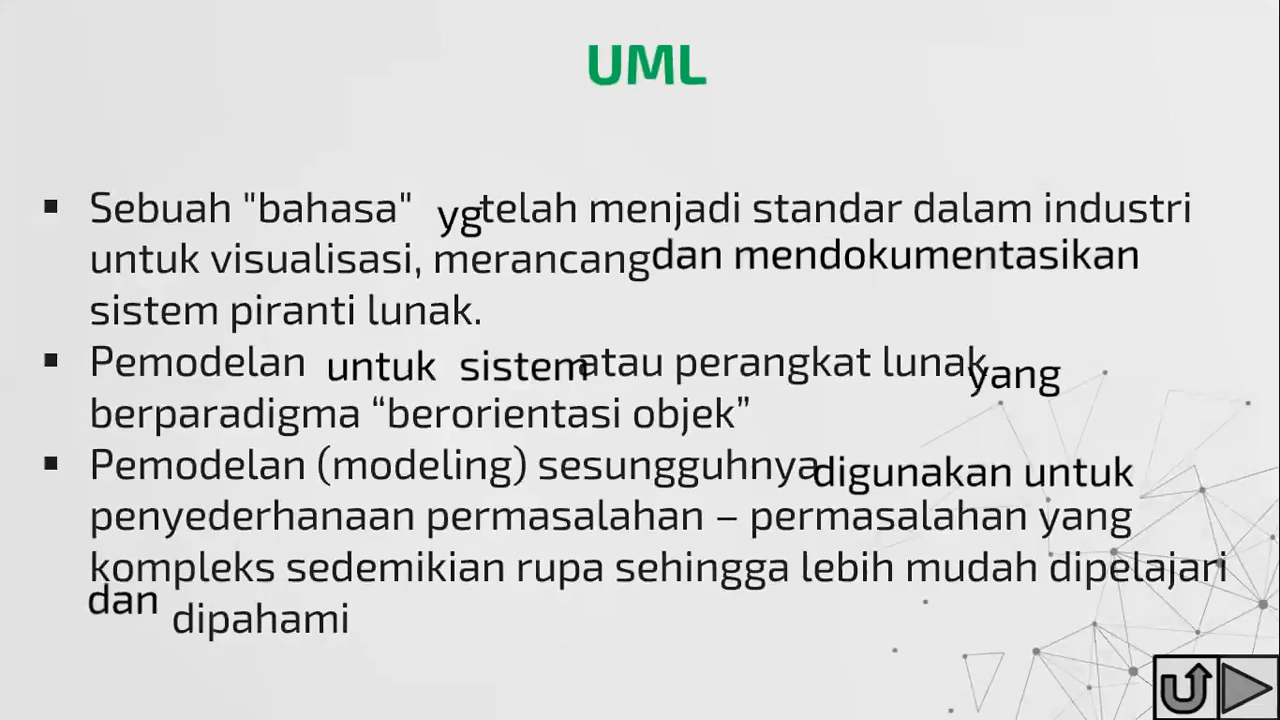 UML
▪ Sebuah "bahasa" yg telah menjadi standar dalam industri
untuk visualisasi, merancang dan mendokumentasikan
sistem piranti lunak.
▪ Pemodelan untuk sistem atau perangkat lunak yang
berparadigma “berorientasi objek”
▪ Pemodelan (modeling) sesungguhnya digunakan untuk
penyederhanaan permasalahan – permasalahan yang
kompleks sedemikian rupa sehingga lebih mudah dipelajari
dan dipahami